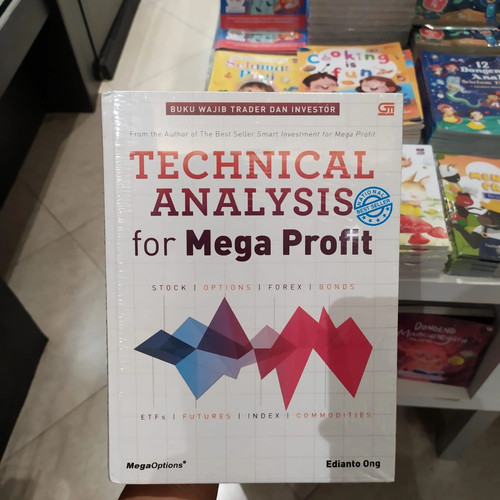 Cooking
is
fun
12
Dongeng
BUKU WAJIB TRADER DAN INVESTOR
From the Author of The Best Seller Smart Investment for Mega Profit
TECHNICAL
ANALYSIS
NATIONAL
BEST SELLER
for Mega Profit
STOCK | OPTIONS | FOREX | BONDS
ETFs | FUTURES | INDEX | COMMODITIES
MegaOptions
Edianto Ong